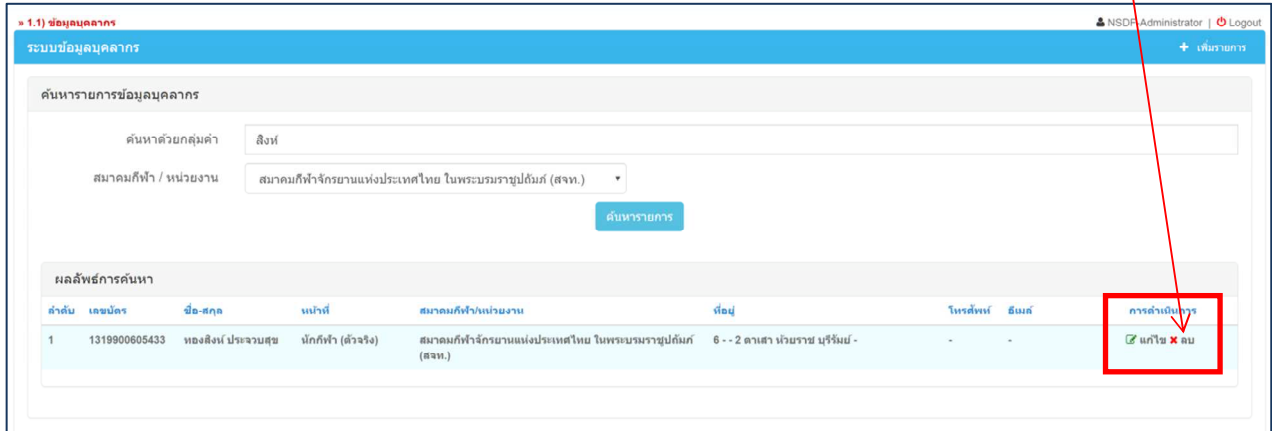 » 1.1) ข้อมูลบุคลากร
NSDF Administrator | Logout
ระบบข้อมูลบุคลากร
+ เพิ่มรายการ
ค้นหารายการข้อมูลบุคลากร
ค้นหาด้วยกลุ่มคำ สิงห์
สมาคมกีฬา / หน่วยงาน สมาคมกีฬาจักรยานแห่งประเทศไทย ในพระบรมราชูปถัมภ์ (สจท.)
ค้นหารายการ
ผลลัพธ์การค้นหา
ลำดับ เลขบัตร ชื่อ-สกุล หน้าที่ สมาคมกีฬา/หน่วยงาน ที่อยู่ โทรศัพท์ อีเมล์ การดำเนินการ
1 1319900605433 ทองสิงห์ ประจวบสุข นักกีฬา (ตัวจริง) สมาคมกีฬาจักรยานแห่งประเทศไทย ในพระบรมราชูปถัมภ์ 6 - - 2 ตาเสา ห้วยราช บุรีรัมย์ - - - แก้ไข ลบ
(สจท.)